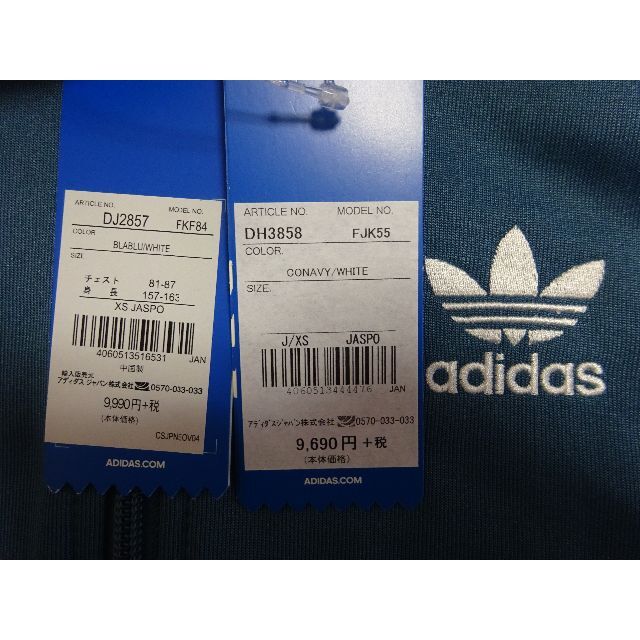 ARTICLE NO. MODEL NO.
DJ2857 FKF84
COLOR.
BLABLU/WHITE
SIZE.
チェスト 81-87
身 長 157-163
XS JASPO
4060513516531 JAN
中国製
輸入販売元
アディダス ジャパン株式会社 0570-033-033
9,990円+税
(本体価格)
CSJPNEOV04
ADIDAS.COM
ARTICLE NO. MODEL NO.
DH3858 FJK55
COLOR.
CONAVY/WHITE
SIZE.
J/XS JASPO
4060513444476 JAN
アディダスジャパン株式会社 0570-033-033
9,690円 +税
(本体価格)
ADIDAS.COM
adidas